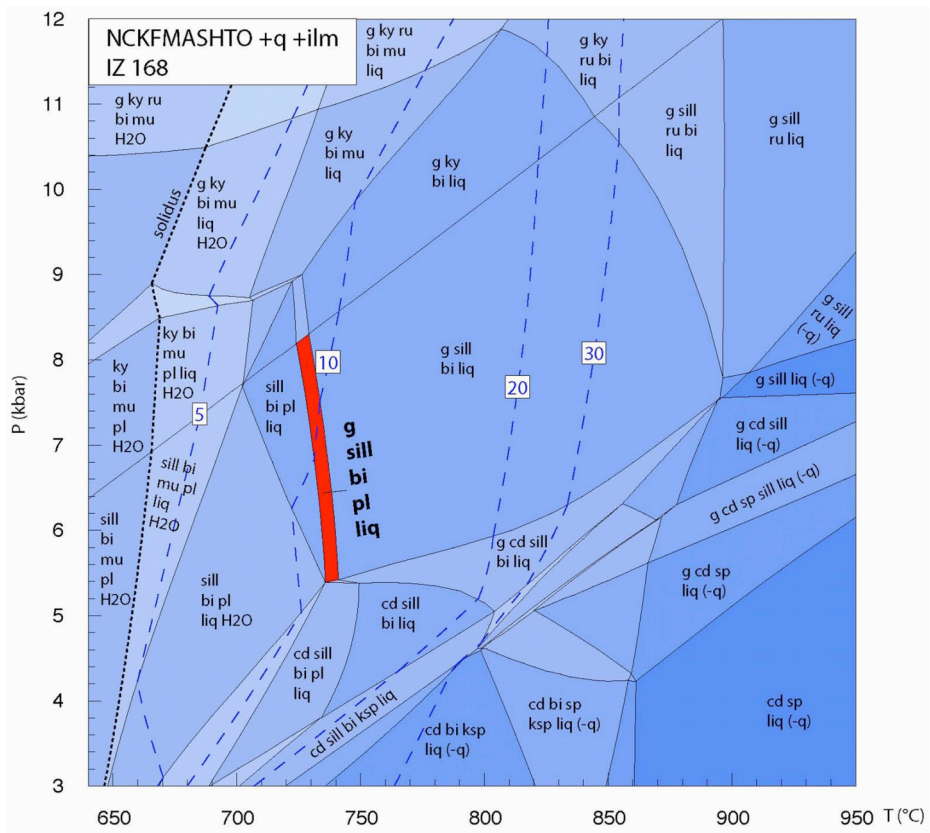 NCKFMASHTO +q +ilm
IZ 168
12
11
10
9
8
7
6
5
4
3
P (kbar)
650
700
750
800
850
900
950
T (°C)
g ky ru
bi mu
H2O
solidus
g ky
bi mu
liq
H2O
g ky ru
bi mu
liq
g ky
bi mu
liq
g ky
bi liq
g ky
ru bi
liq
g sill
ru bi
liq
g sill
ru liq
g sill
ru liq
(-q)
g sill liq (-q)
g cd sill
liq (-q)
g cd sp sill liq (-q)
g cd sp
liq (-q)
cd sp
liq (-q)
ky
bi
mu
pl
H2O
ky bi
mu
pl liq
H2O
5
sill
bi pl
liq
10
g
sill
bi
pl
liq
g sill
bi liq
20
30
sill bi
mu pl
liq
H2O
sill
bi
mu
pl
H2O
sill
bi pl
liq H2O
cd sill
bi pl
liq
cd sill
bi liq
g cd sill
bi liq
cd sill bi ksp liq
cd bi ksp
liq (-q)
cd bi sp
ksp liq (-q)